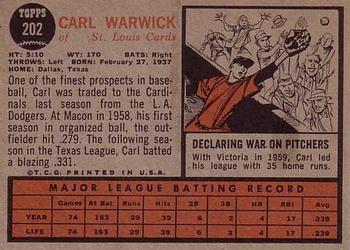 TOPPS
202
CARL WARWICK
of St. Louis Cards
HT: 5:10 WT: 170 BATS: Right
THROWS: Left BORN: February 27, 1937
HOME: Dallas, Texas
One of the finest prospects in base-
ball, Carl was traded to the Cardi-
nals last season from the L. A.
Dodgers. At Macon in 1958, his
first season in organized ball, the out-
fielder hit .279. The following sea-
son in the Texas League, Carl batted
a blazing .331.
©T.C.G. PRINTED IN U.S.A.
DECLARING WAR ON PITCHERS
With Victoria in 1959, Carl led
his league with 35 home runs.
MAJOR LEAGUE BATTING RECORD
Games At Bat Runs Hits 2B 3B HR RBI Avg.
YEAR 74 163 29 39 6 2 4 17 .239
LIFE 74 163 29 39 6 2 4 17 .239